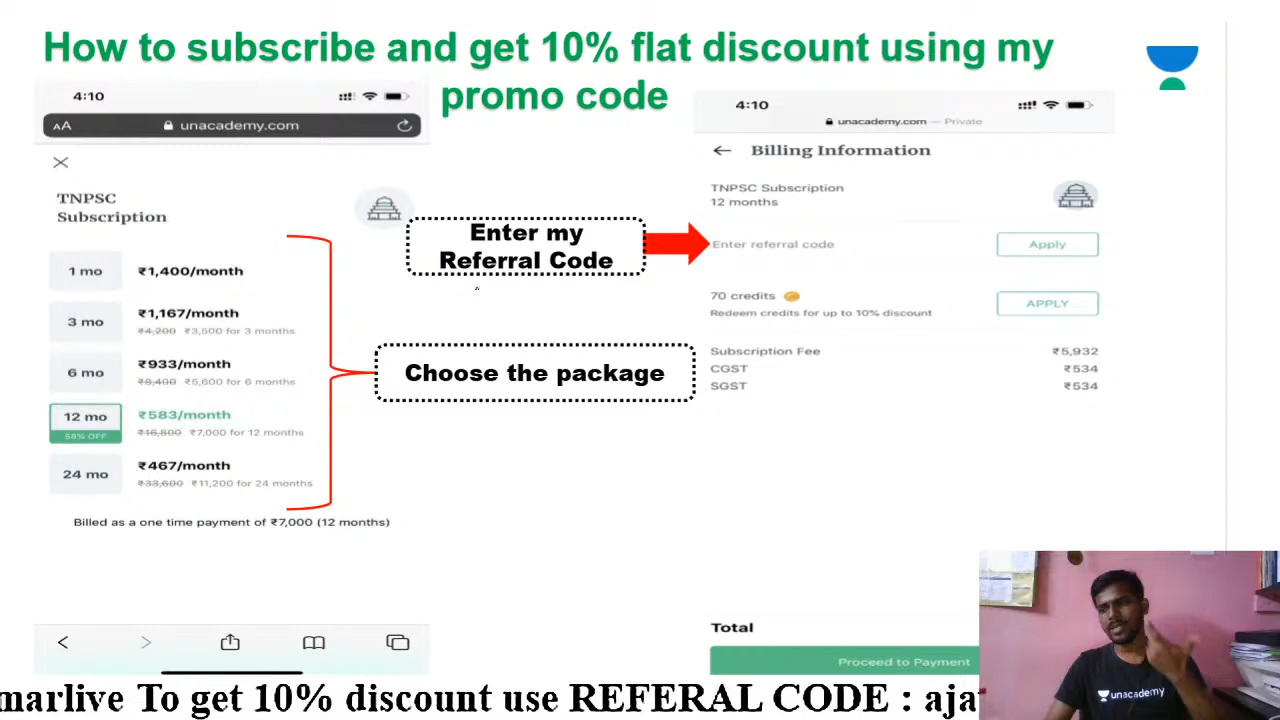 How to subscribe and get 10% flat discount using my
promo code
4:10
AA unacademy.com
TNPSC
Subscription
1 mo ₹1,400/month
3 mo ₹1,167/month
₹4,200 ₹3,500 for 3 months
6 mo ₹933/month
₹8,400 ₹5,600 for 6 months
12 mo ₹583/month
58% OFF ₹16,800 ₹7,000 for 12 months
24 mo ₹467/month
₹33,600 ₹11,200 for 24 months
Billed as a one time payment of ₹7,000 (12 months)
Enter my
Referral Code
Choose the package
4:10
unacademy.com — Private
Billing Information
TNPSC Subscription
12 months
Enter referral code Apply
70 credits APPLY
Redeem credits for up to 10% discount
Subscription Fee ₹5,932
CGST ₹534
SGST ₹534
Total
Proceed to Payment
unacademy
marlive To get 10% discount use REFERAL CODE : aja